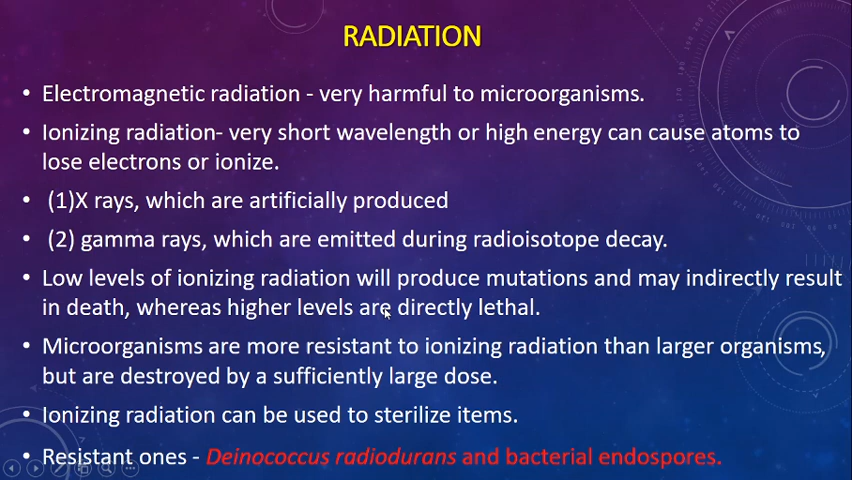 RADIATION
• Electromagnetic radiation - very harmful to microorganisms.
• Ionizing radiation- very short wavelength or high energy can cause atoms to
lose electrons or ionize.
• (1)X rays, which are artificially produced
• (2) gamma rays, which are emitted during radioisotope decay.
• Low levels of ionizing radiation will produce mutations and may indirectly result
in death, whereas higher levels are directly lethal.
• Microorganisms are more resistant to ionizing radiation than larger organisms,
but are destroyed by a sufficiently large dose.
• Ionizing radiation can be used to sterilize items.
• Resistant ones - Deinococcus radiodurans and bacterial endospores.